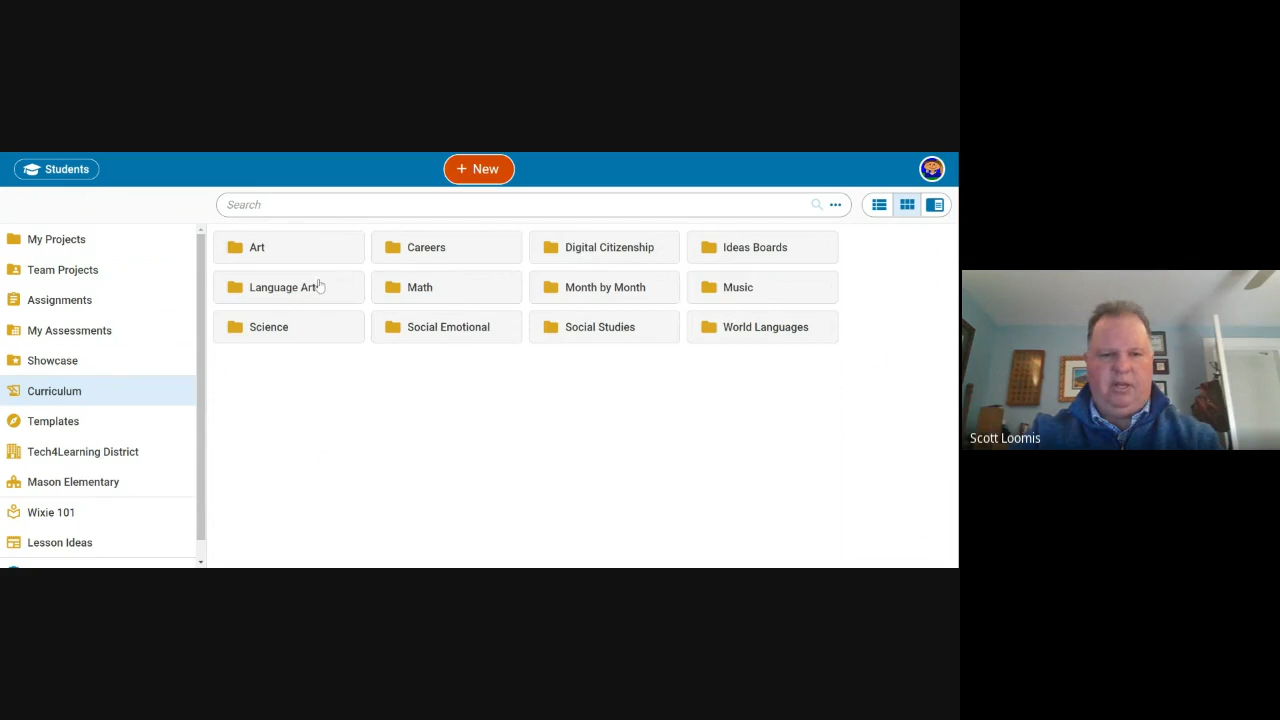 Students
+ New
Search
My Projects
Team Projects
Assignments
My Assessments
Showcase
Curriculum
Templates
Tech4Learning District
Mason Elementary
Wixie 101
Lesson Ideas
Art
Careers
Digital Citizenship
Ideas Boards
Language Arts
Math
Month by Month
Music
Science
Social Emotional
Social Studies
World Languages
Scott Loomis